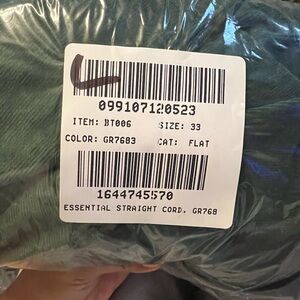 099107120523
ITEM: BT006 SIZE: 33
COLOR: GR7683 CAT: FLAT
1644745570
ESSENTIAL STRAIGHT CORD. GR768